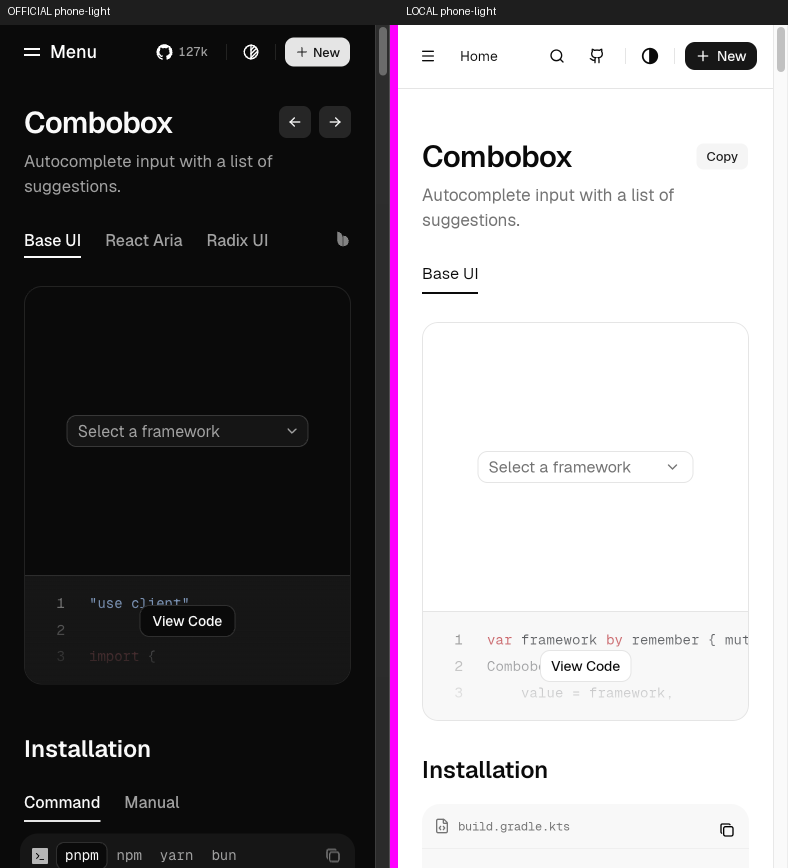 OFFICIAL phone-light
Menu
127k
New
Combobox
Autocomplete input with a list of
suggestions.
Base UI
React Aria
Radix UI
Select a framework
1 "use client"
2
View Code
3 import {
Installation
Command
Manual
pnpm
npm
yarn
bun
LOCAL phone-light
Home
New
Combobox
Copy
Autocomplete input with a list of
suggestions.
Base UI
Select a framework
1 var framework by remember { mut
2 Combob
View Code
3 value = framework,
Installation
build.gradle.kts